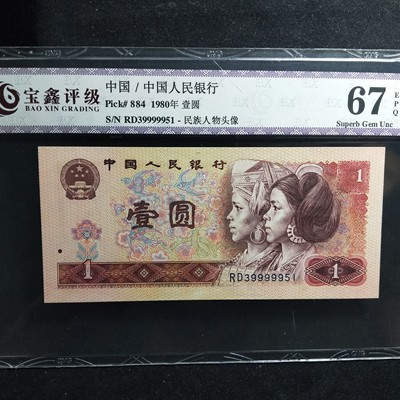 宝鑫评级
BAO XIN GRADING
中国 / 中国人民银行
Pick# 884 1980年 壹圆
S/N RD39999951 - 民族人物头像
67
E
P
Q
Superb Gem Unc
中国人民银行
壹圆
1
1
RD39999951
1